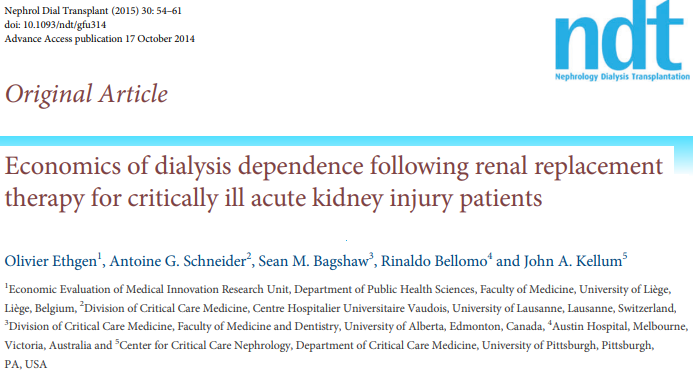 Nephrol Dial Transplant (2015) 30: 54–61
doi: 10.1093/ndt/gfu314
Advance Access publication 17 October 2014
ndt
Nephrology Dialysis Transplantation
Original Article
Economics of dialysis dependence following renal replacement
therapy for critically ill acute kidney injury patients
Olivier Ethgen1, Antoine G. Schneider2, Sean M. Bagshaw3, Rinaldo Bellomo4 and John A. Kellum5
1Economic Evaluation of Medical Innovation Research Unit, Department of Public Health Sciences, Faculty of Medicine, University of Liège,
Liège, Belgium, 2Division of Critical Care Medicine, Centre Hospitalier Universitaire Vaudois, University of Lausanne, Lausanne, Switzerland,
3Division of Critical Care Medicine, Faculty of Medicine and Dentistry, University of Alberta, Edmonton, Canada, 4Austin Hospital, Melbourne,
Victoria, Australia and 5Center for Critical Care Nephrology, Department of Critical Care Medicine, University of Pittsburgh, Pittsburgh,
PA, USA